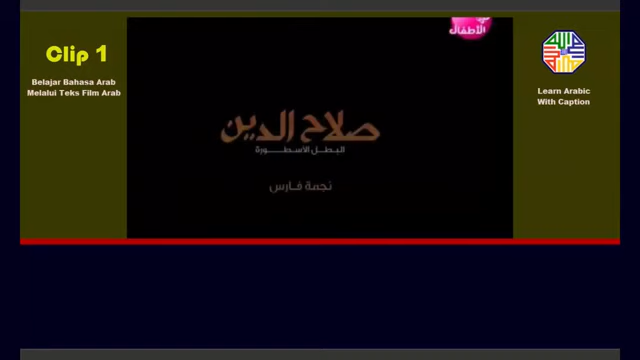 Clip 1
Belajar Bahasa Arab
Melalui Teks Film Arab
الأطفال
صلاح الدين
البطل الأسطورة
نجمة فارس
Learn Arabic
With Caption